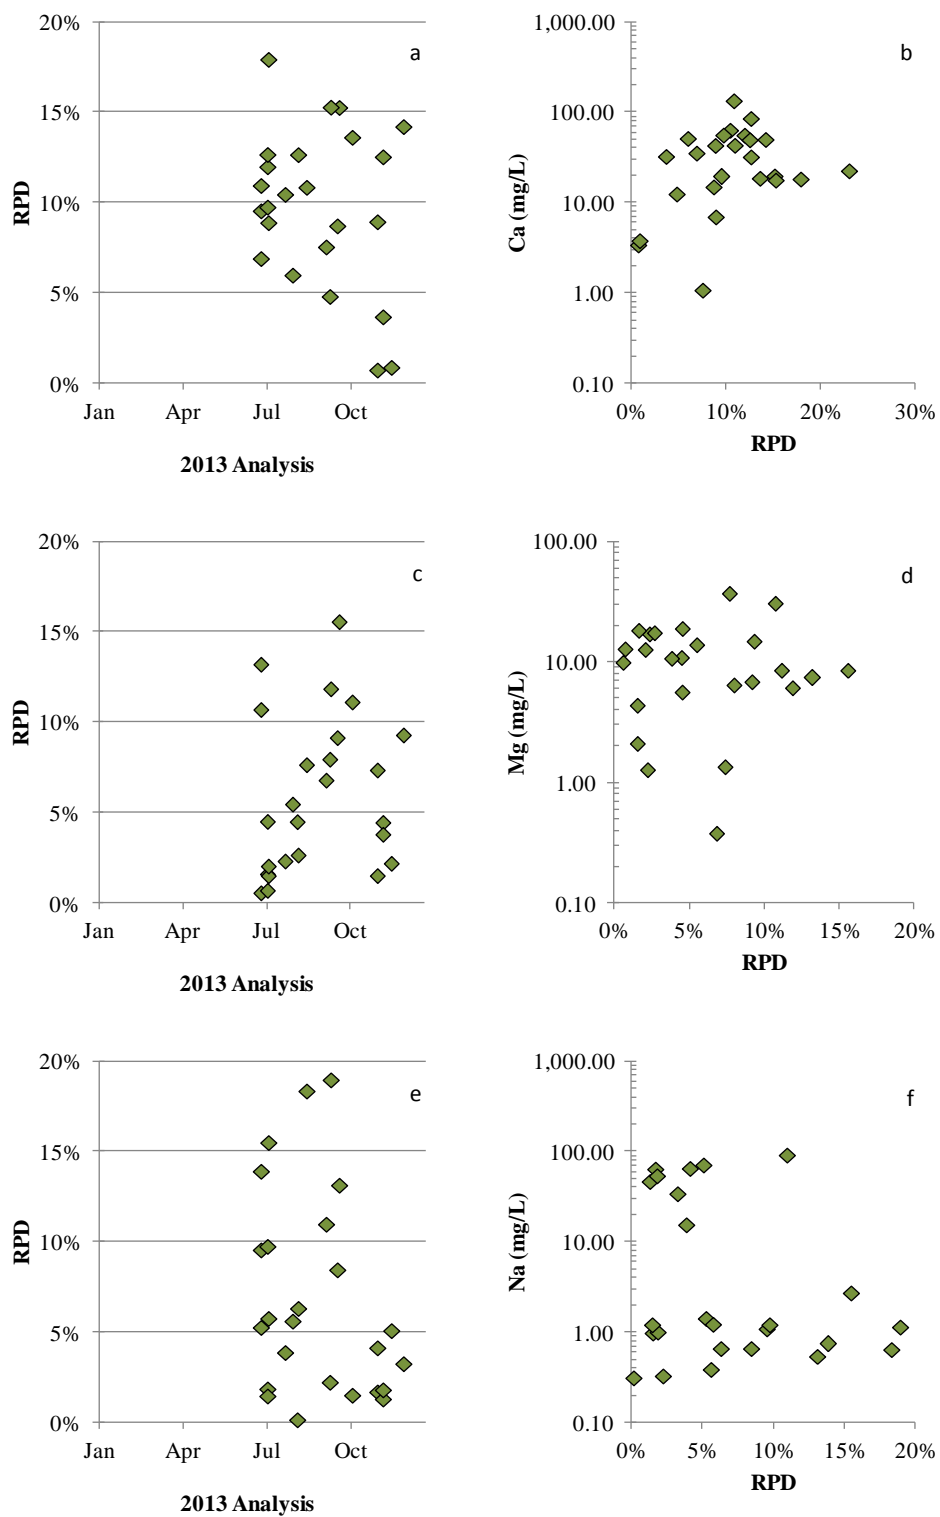 20%
15%
10%
5%
0%
RPD
a
Jan Apr Jul Oct
2013 Analysis
1,000.00
100.00
10.00
1.00
0.10
Ca (mg/L)
b
0% 10% 20% 30%
RPD
20%
15%
10%
5%
0%
RPD
c
Jan Apr Jul Oct
2013 Analysis
100.00
10.00
1.00
0.10
Mg (mg/L)
d
0% 5% 10% 15% 20%
RPD
20%
15%
10%
5%
0%
RPD
e
Jan Apr Jul Oct
2013 Analysis
1,000.00
100.00
10.00
1.00
0.10
Na (mg/L)
f
0% 5% 10% 15% 20%
RPD